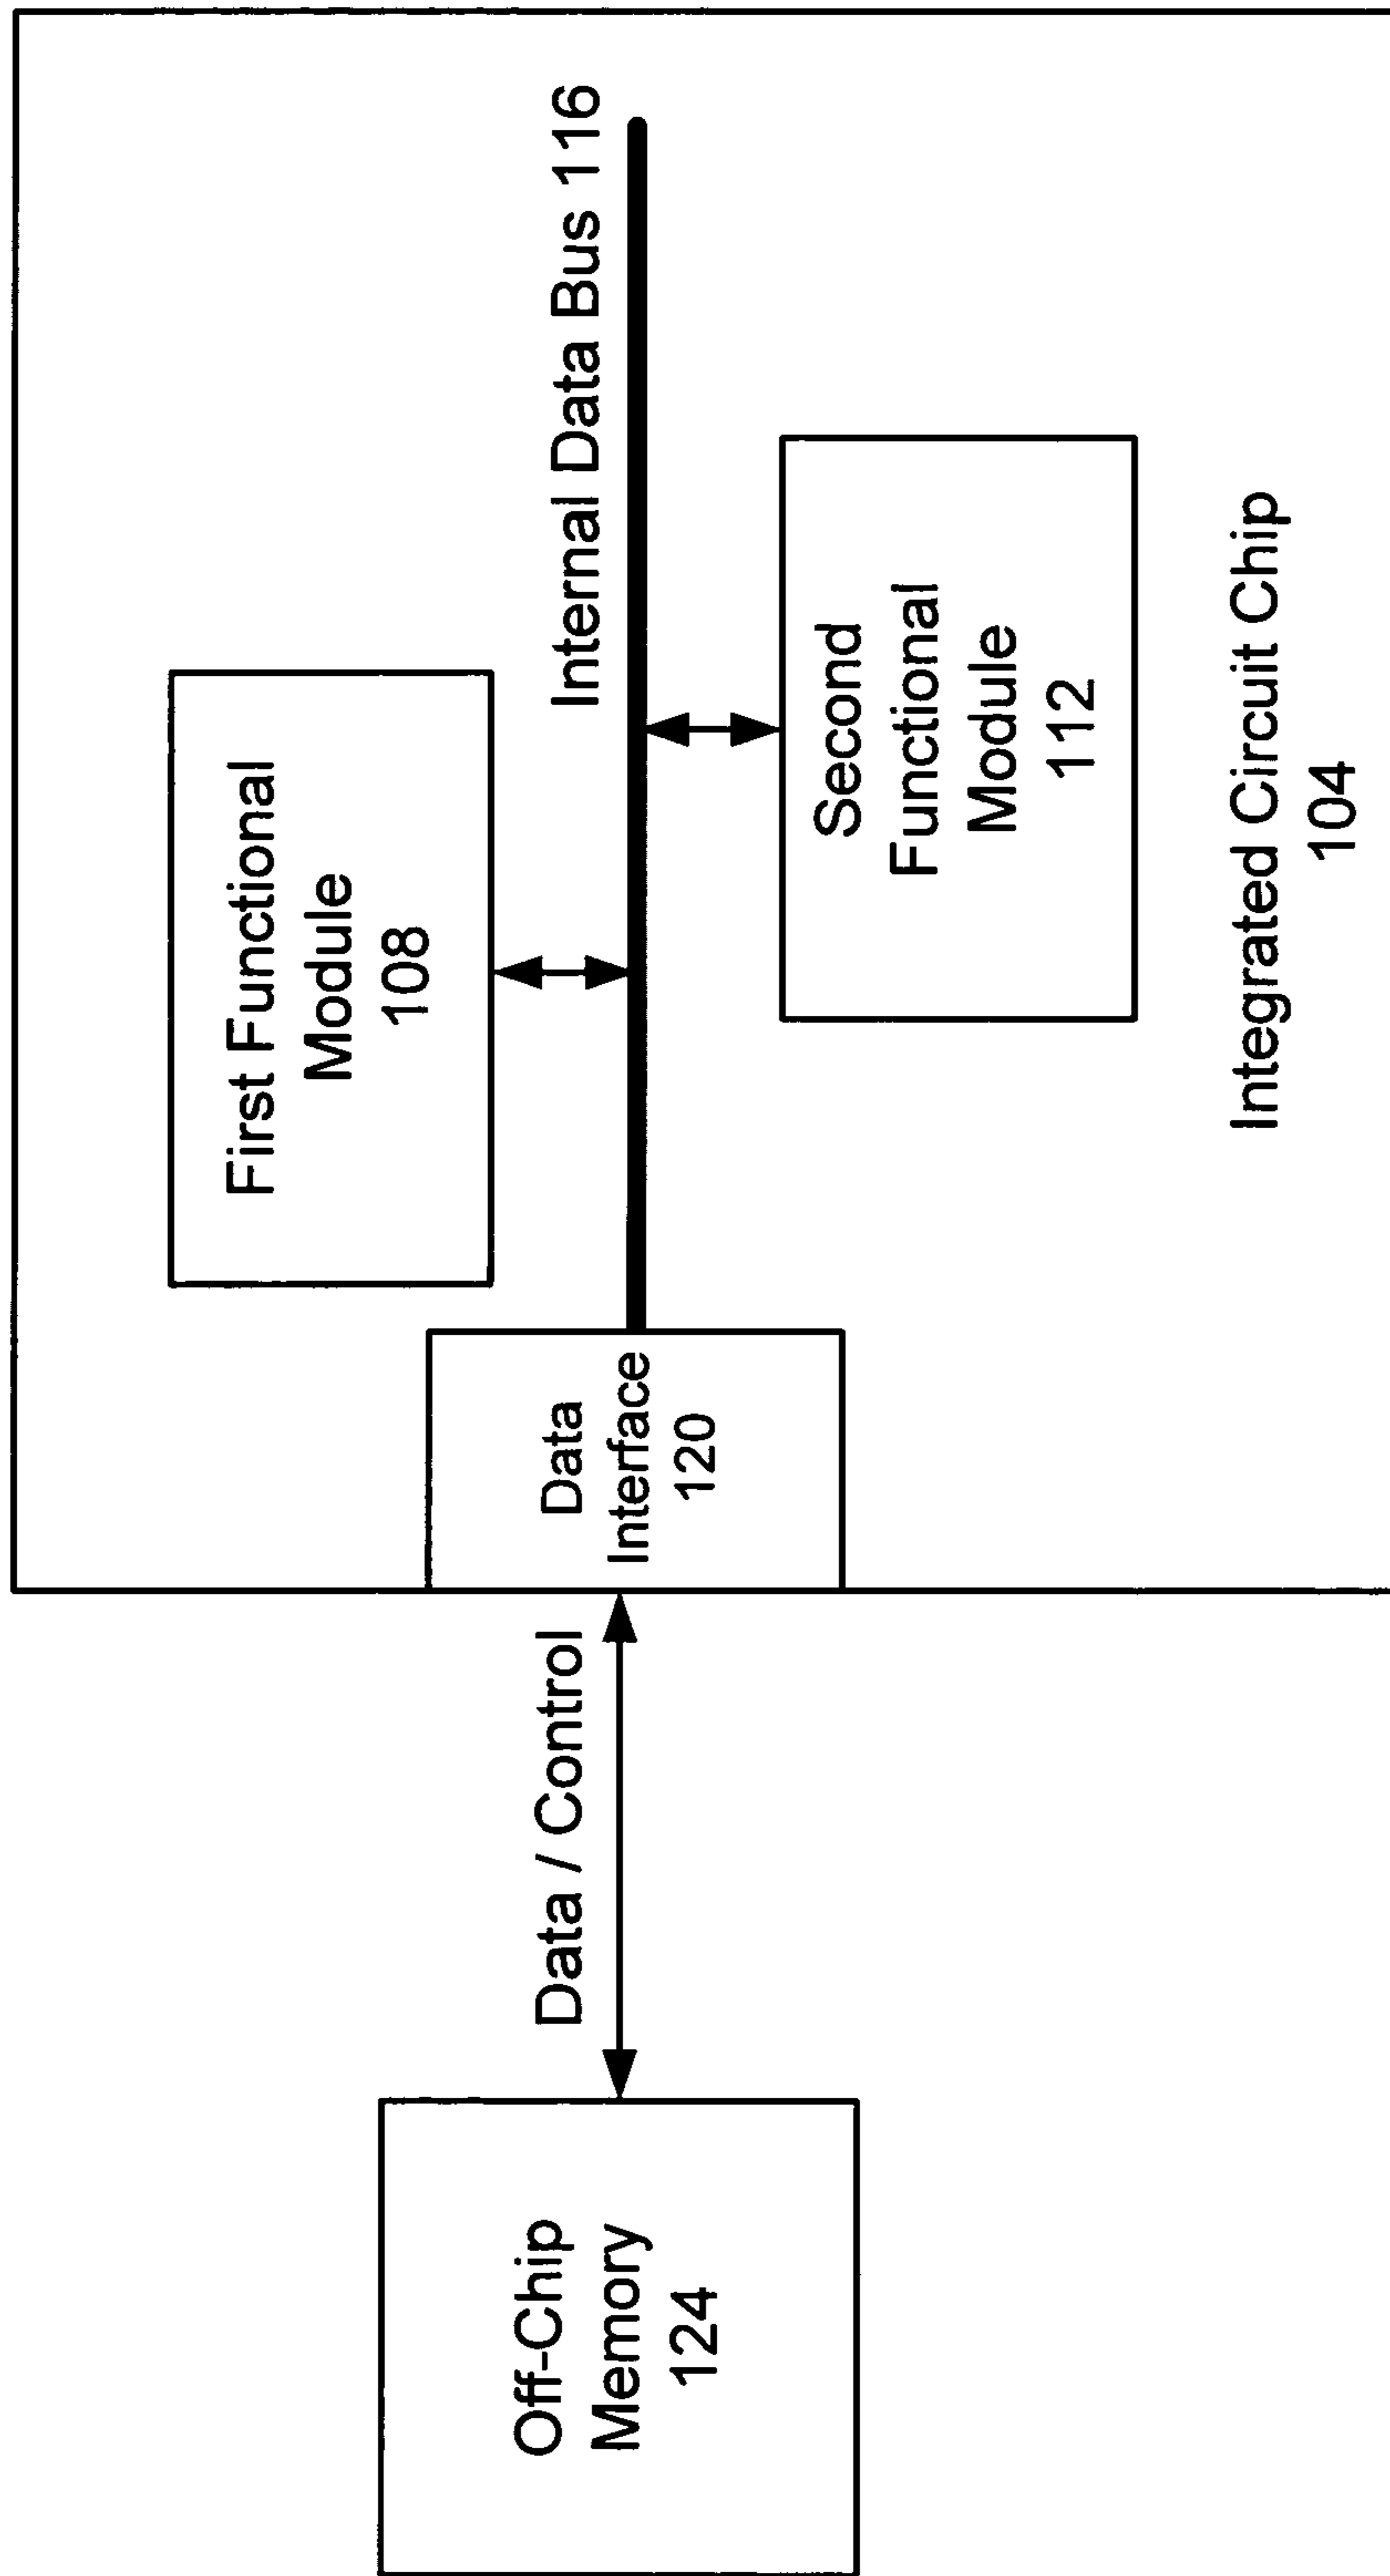 Off-Chip
Memory
124
Data / Control
Data
Interface
120
First Functional
Module
108
Internal Data Bus 116
Second
Functional
Module
112
Integrated Circuit Chip
104